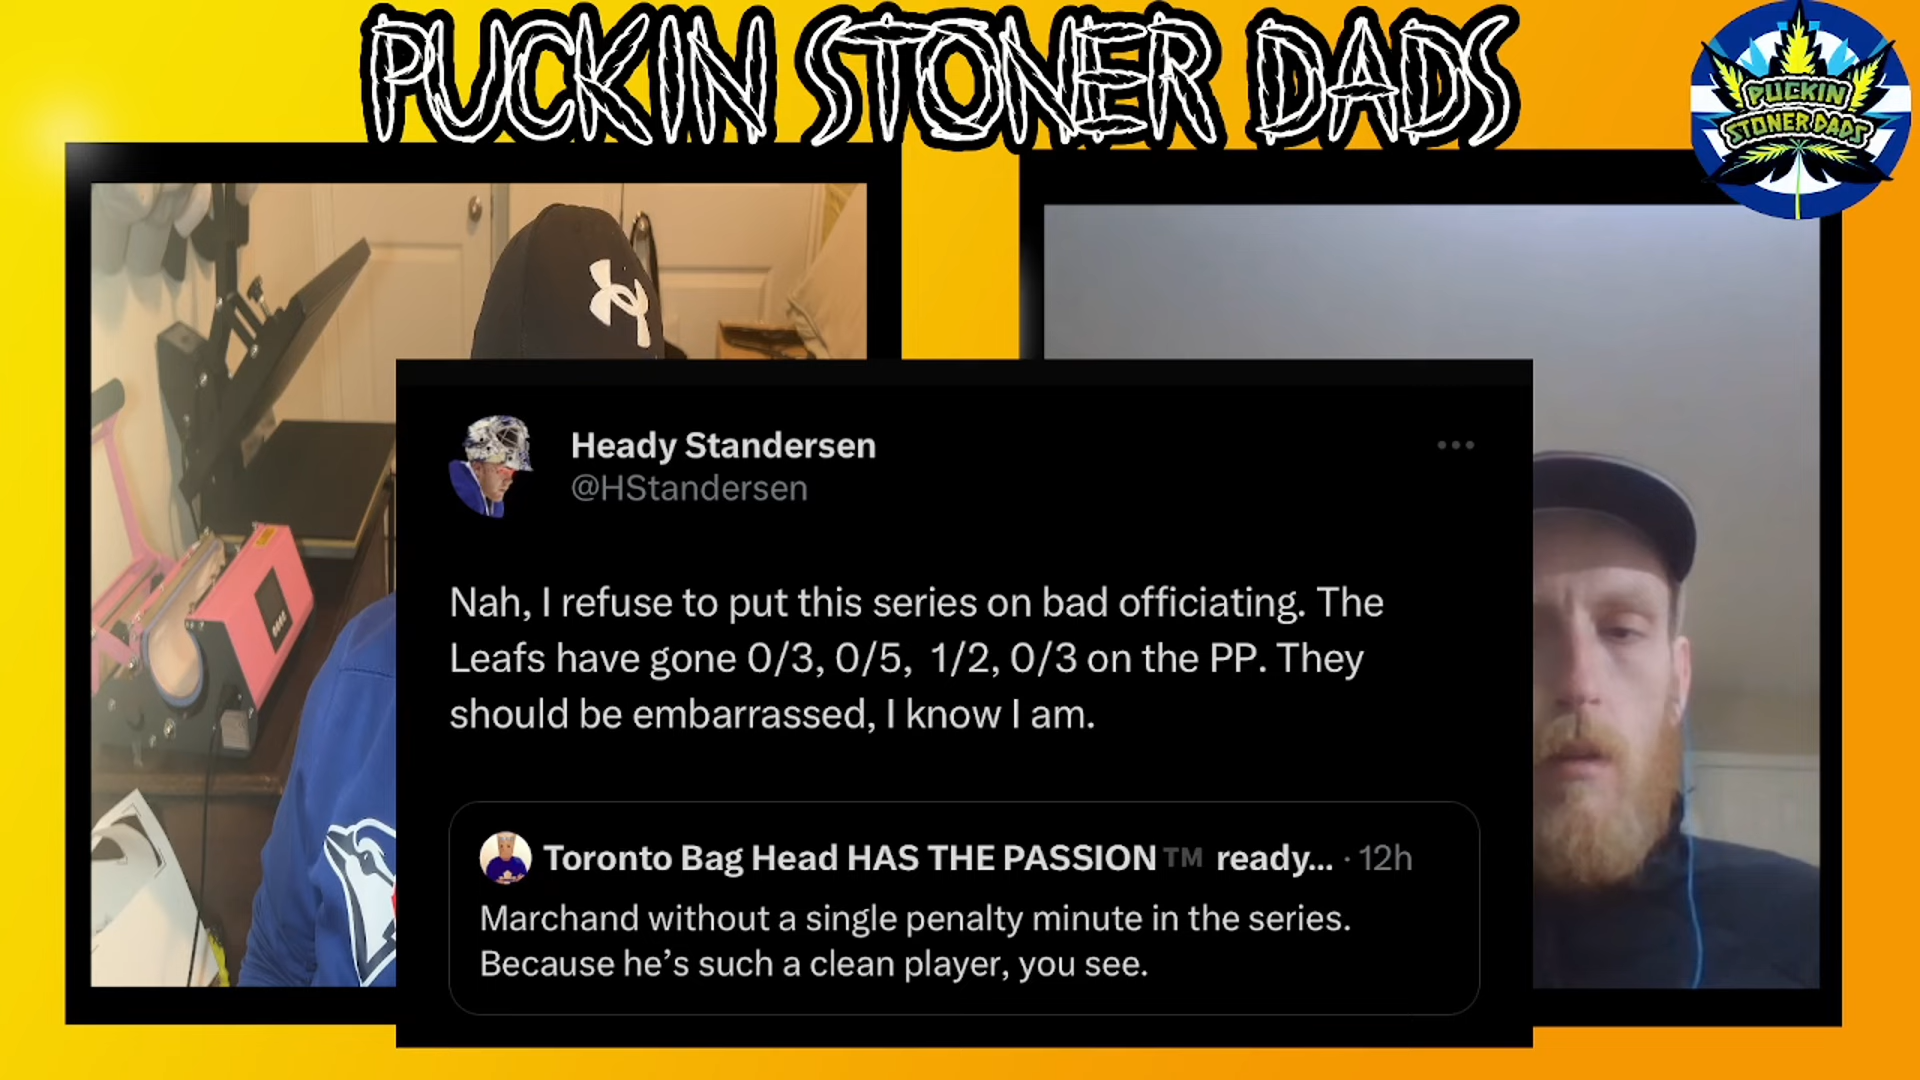 PUCKIN STONER DADS
PUCKIN
STONER DADS
Heady Standersen
@HStandersen
Nah, I refuse to put this series on bad officiating. The
Leafs have gone 0/3, 0/5, 1/2, 0/3 on the PP. They
should be embarrassed, I know I am.
Toronto Bag Head HAS THE PASSION™ ready... · 12h
Marchand without a single penalty minute in the series.
Because he's such a clean player, you see.